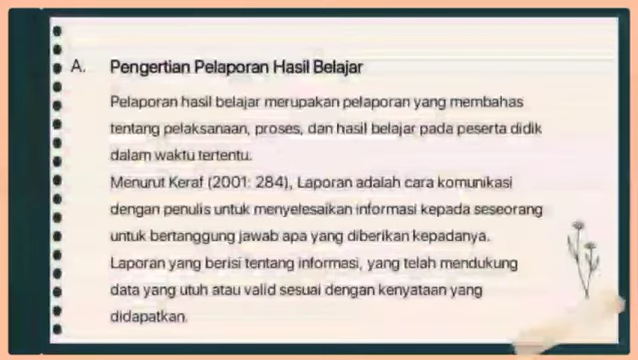 A. Pengertian Pelaporan Hasil Belajar
Pelaporan hasil belajar merupakan pelaporan yang membahas
tentang pelaksanaan, proses, dan hasil belajar pada peserta didik
dalam waktu tertentu.
Menurut Keraf (2001: 284), Laporan adalah cara komunikasi
dengan penulis untuk menyelesaikan informasi kepada seseorang
untuk bertanggung jawab apa yang diberikan kepadanya.
Laporan yang berisi tentang informasi, yang telah mendukung
data yang utuh atau valid sesuai dengan kenyataan yang
didapatkan.